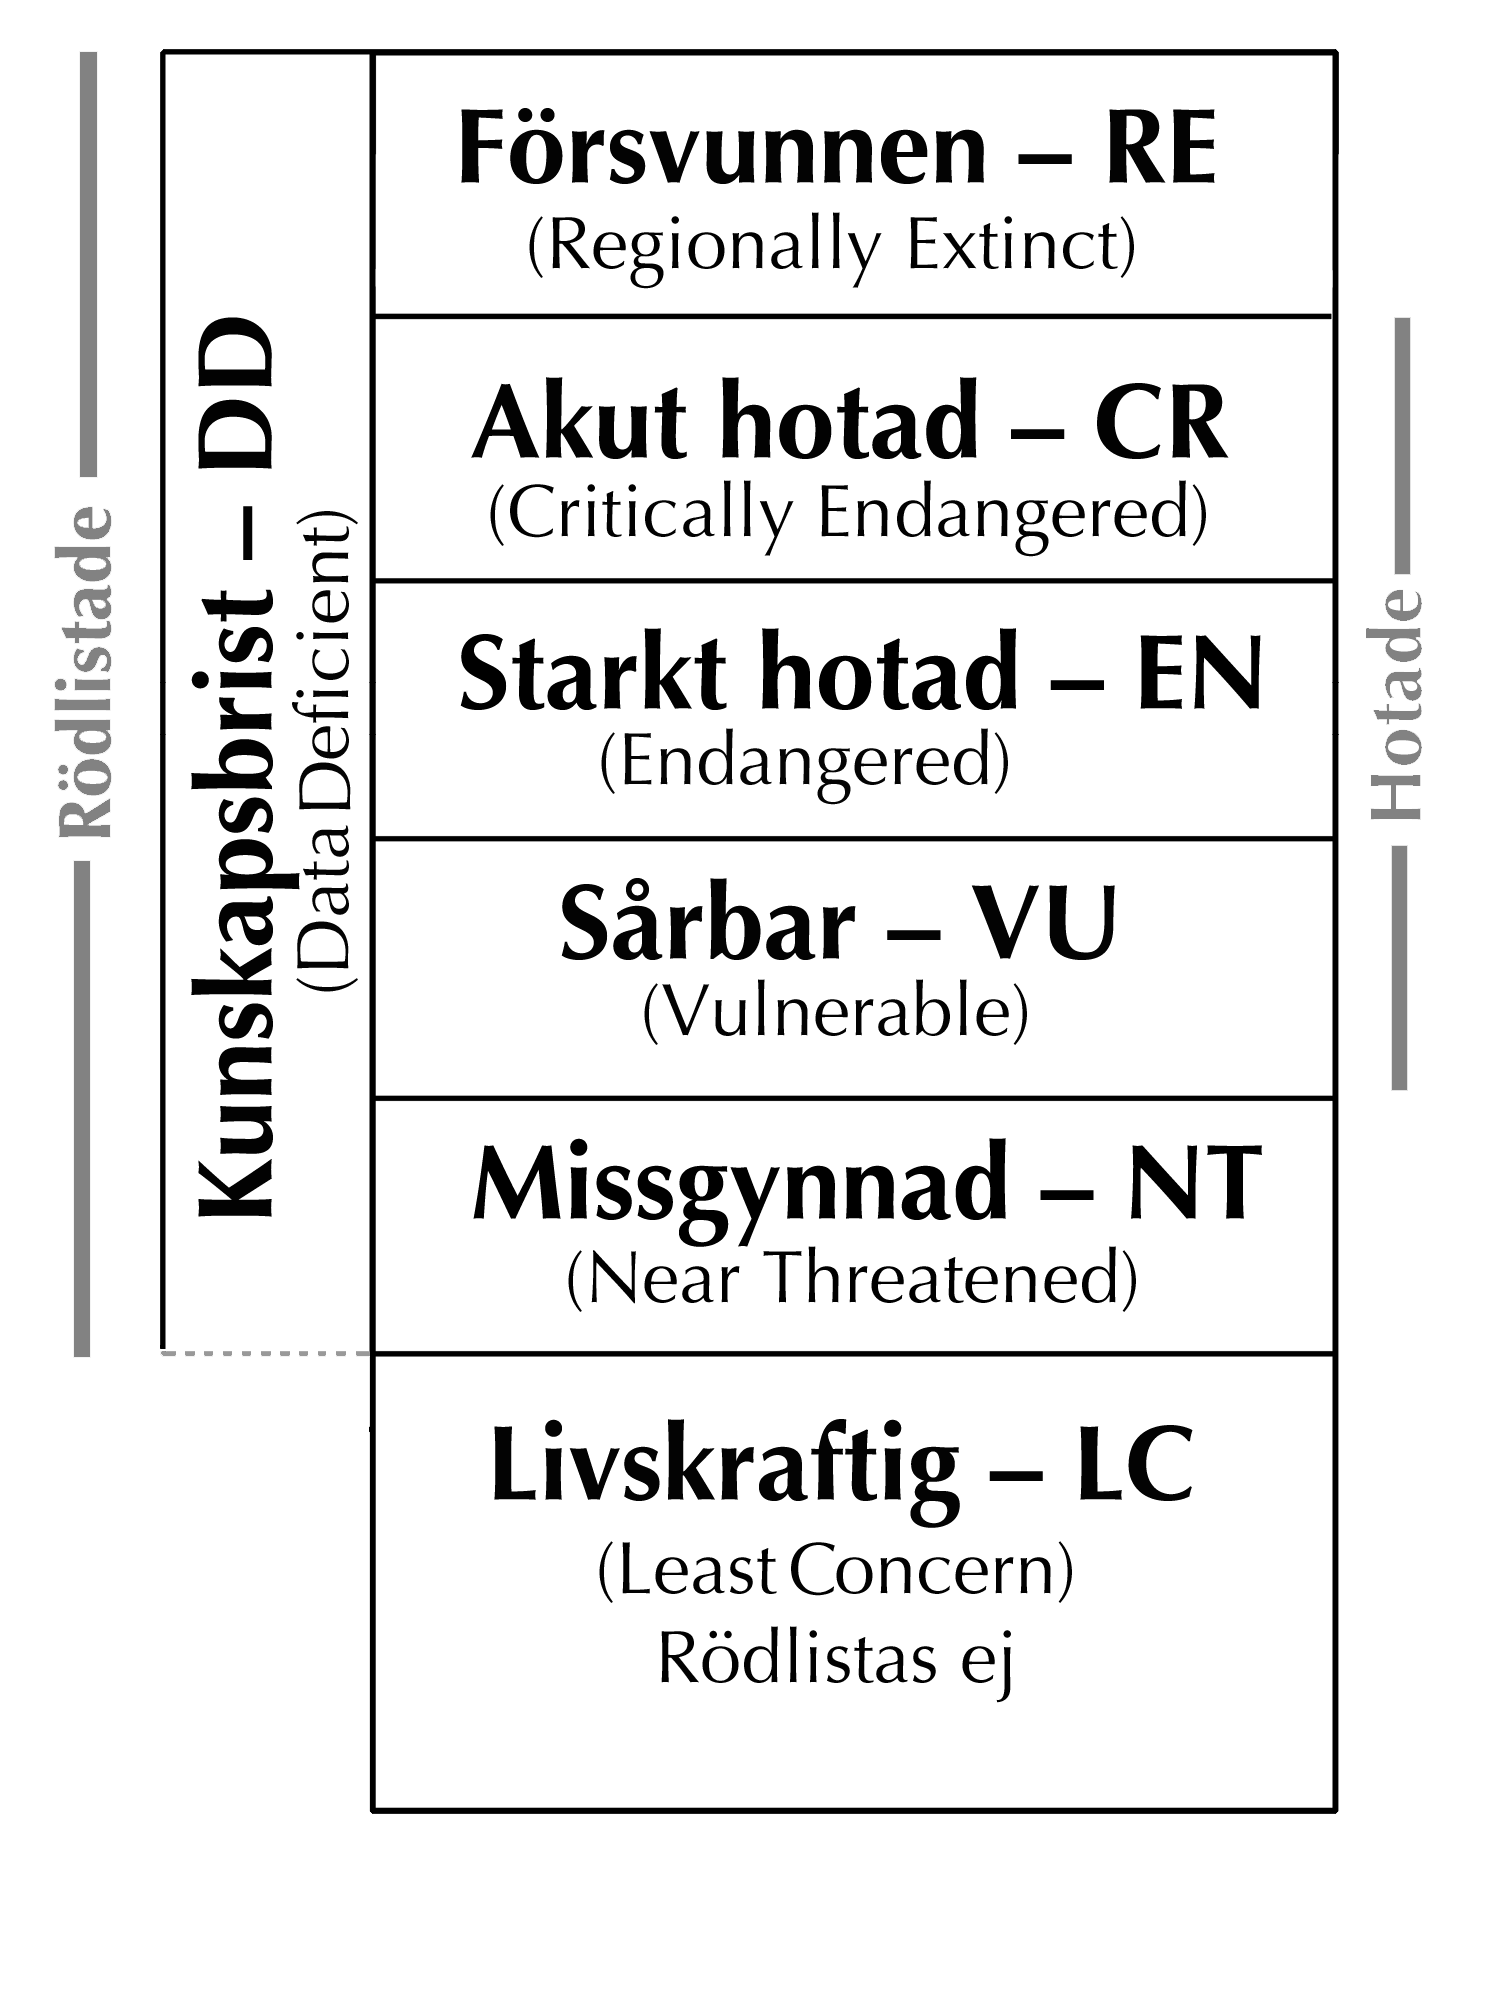 Rödlistade
Kunskapsbrist – DD
(Data Deficient)
Försvunnen – RE
(Regionally Extinct)
Akut hotad – CR
(Critically Endangered)
Starkt hotad – EN
(Endangered)
Sårbar – VU
(Vulnerable)
Missgynnad – NT
(Near Threatened)
Livskraftig – LC
(Least Concern)
Rödlistas ej
Hotade